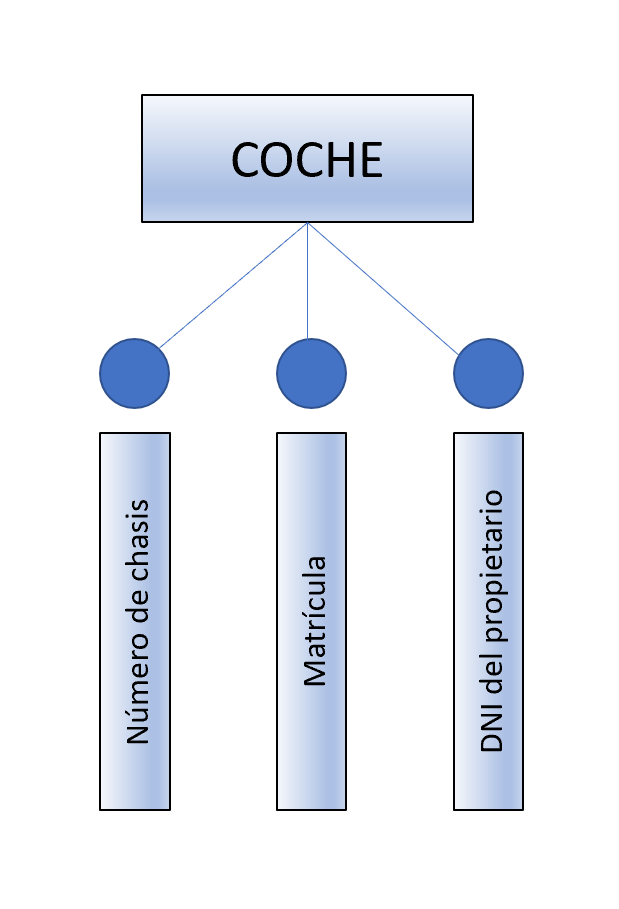 COCHE
Número de chasis
Matrícula
DNI del propietario